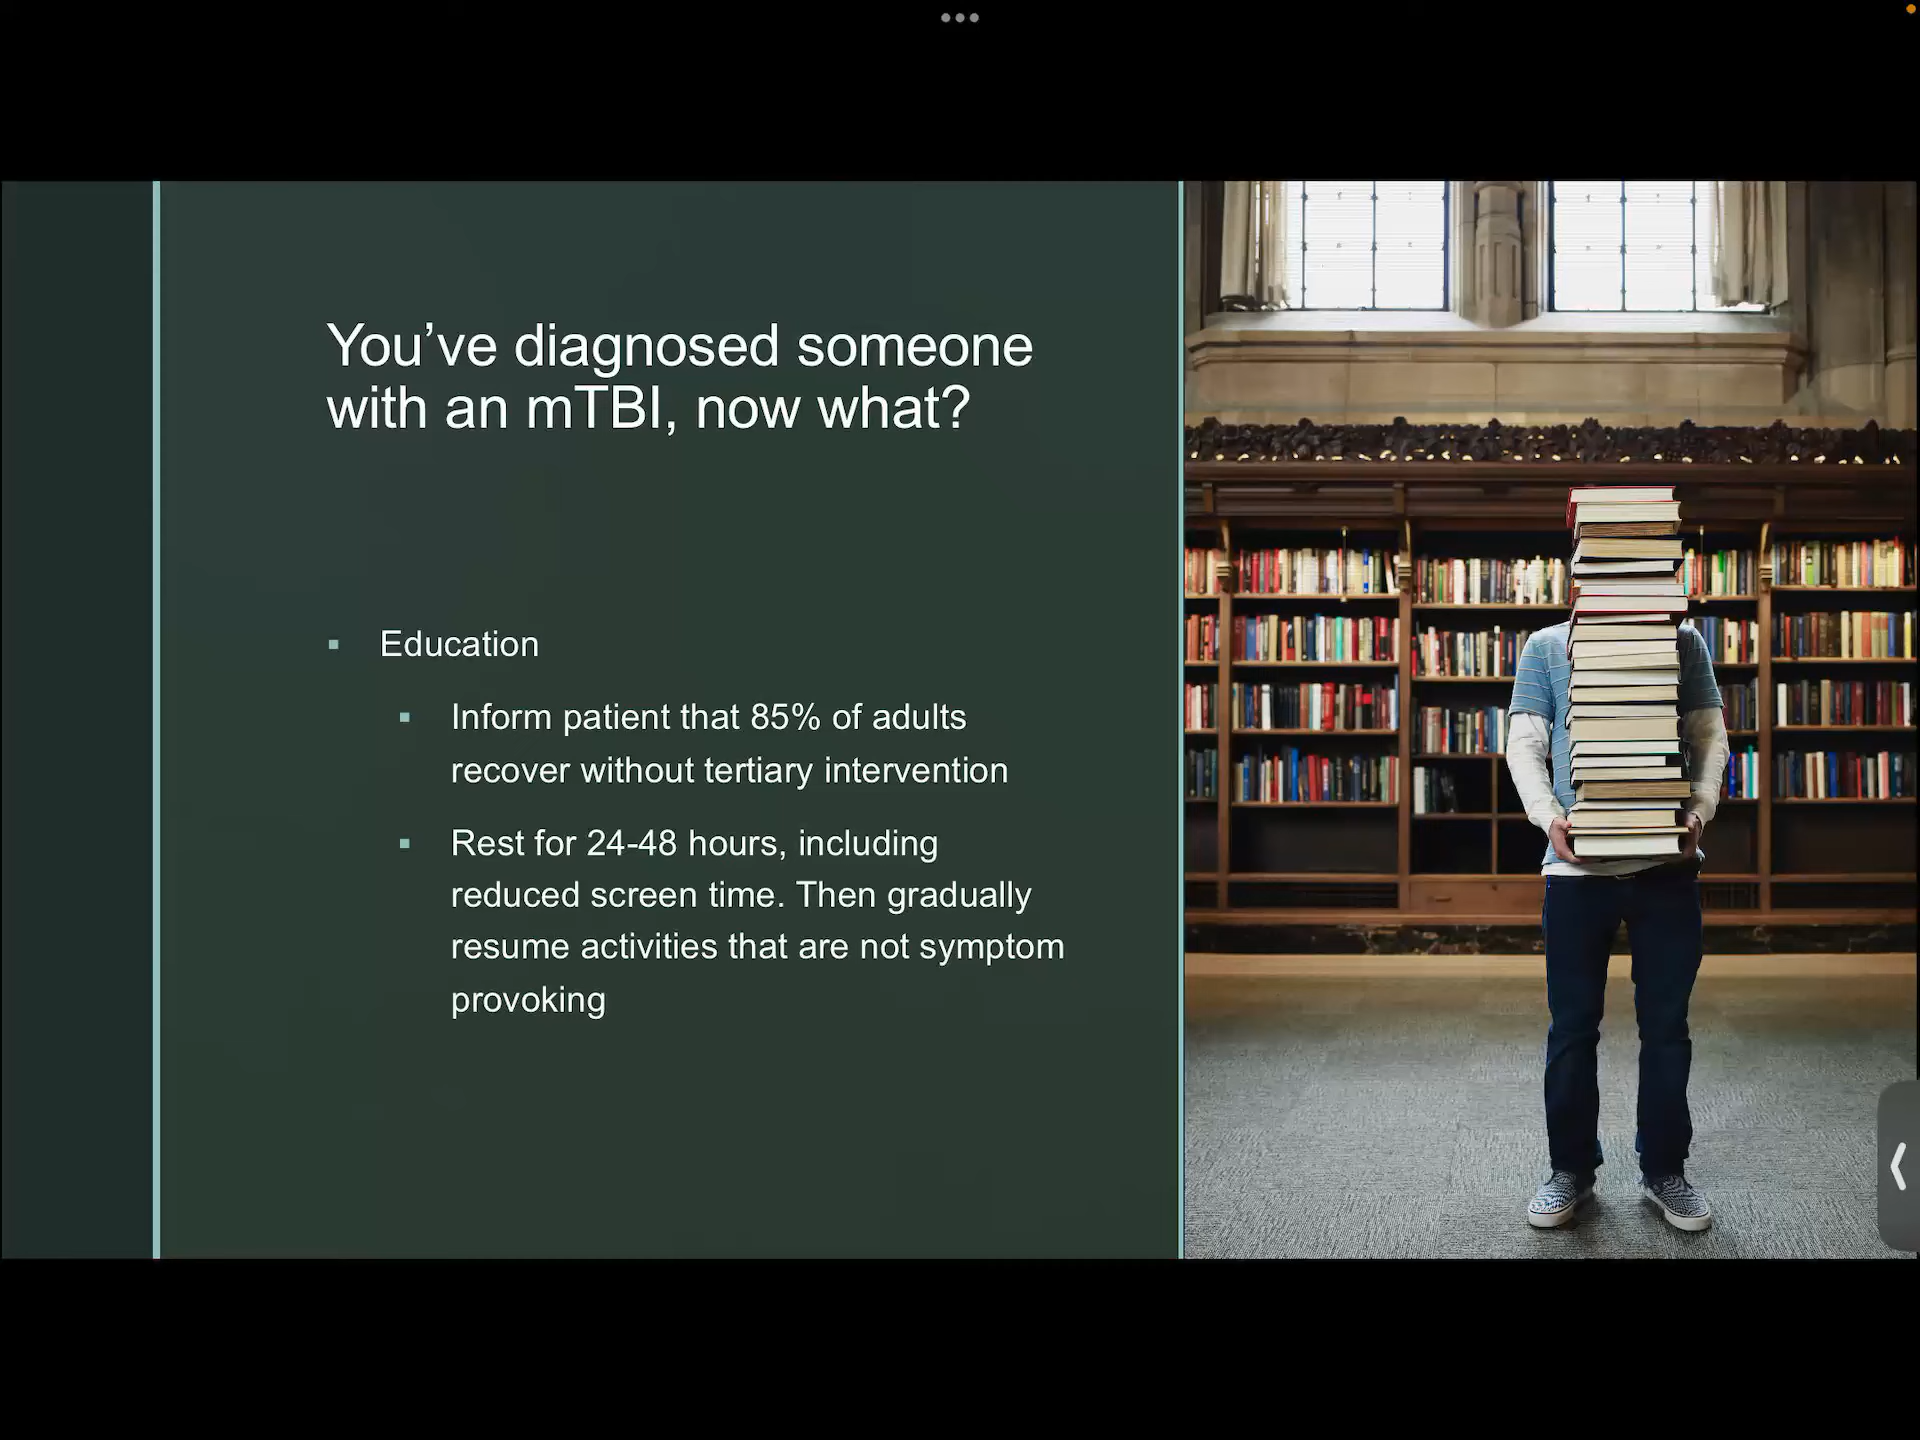 You’ve diagnosed someone
with an mTBI, now what?
Education
Inform patient that 85% of adults
recover without tertiary intervention
Rest for 24-48 hours, including
reduced screen time. Then gradually
resume activities that are not symptom
provoking